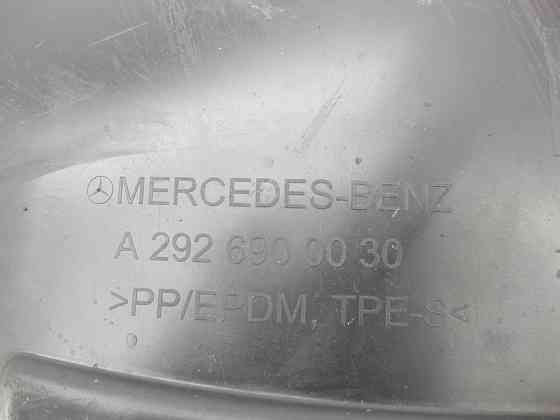 MERCEDES-BENZ
A 292 690 00 30
>PP/EPDM, TPE-S<